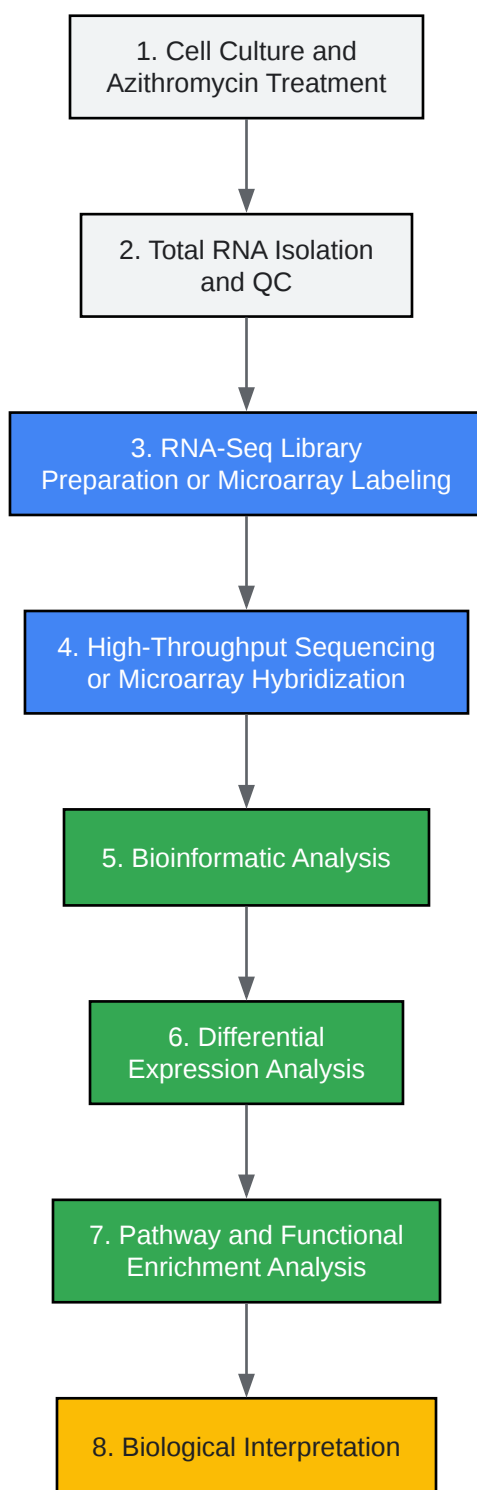 1. Cell Culture and
Azithromycin Treatment
2. Total RNA Isolation
and QC
3. RNA-Seq Library
Preparation or Microarray Labeling
4. High-Throughput Sequencing
or Microarray Hybridization
5. Bioinformatic Analysis
6. Differential
Expression Analysis
7. Pathway and Functional
Enrichment Analysis
8. Biological Interpretation